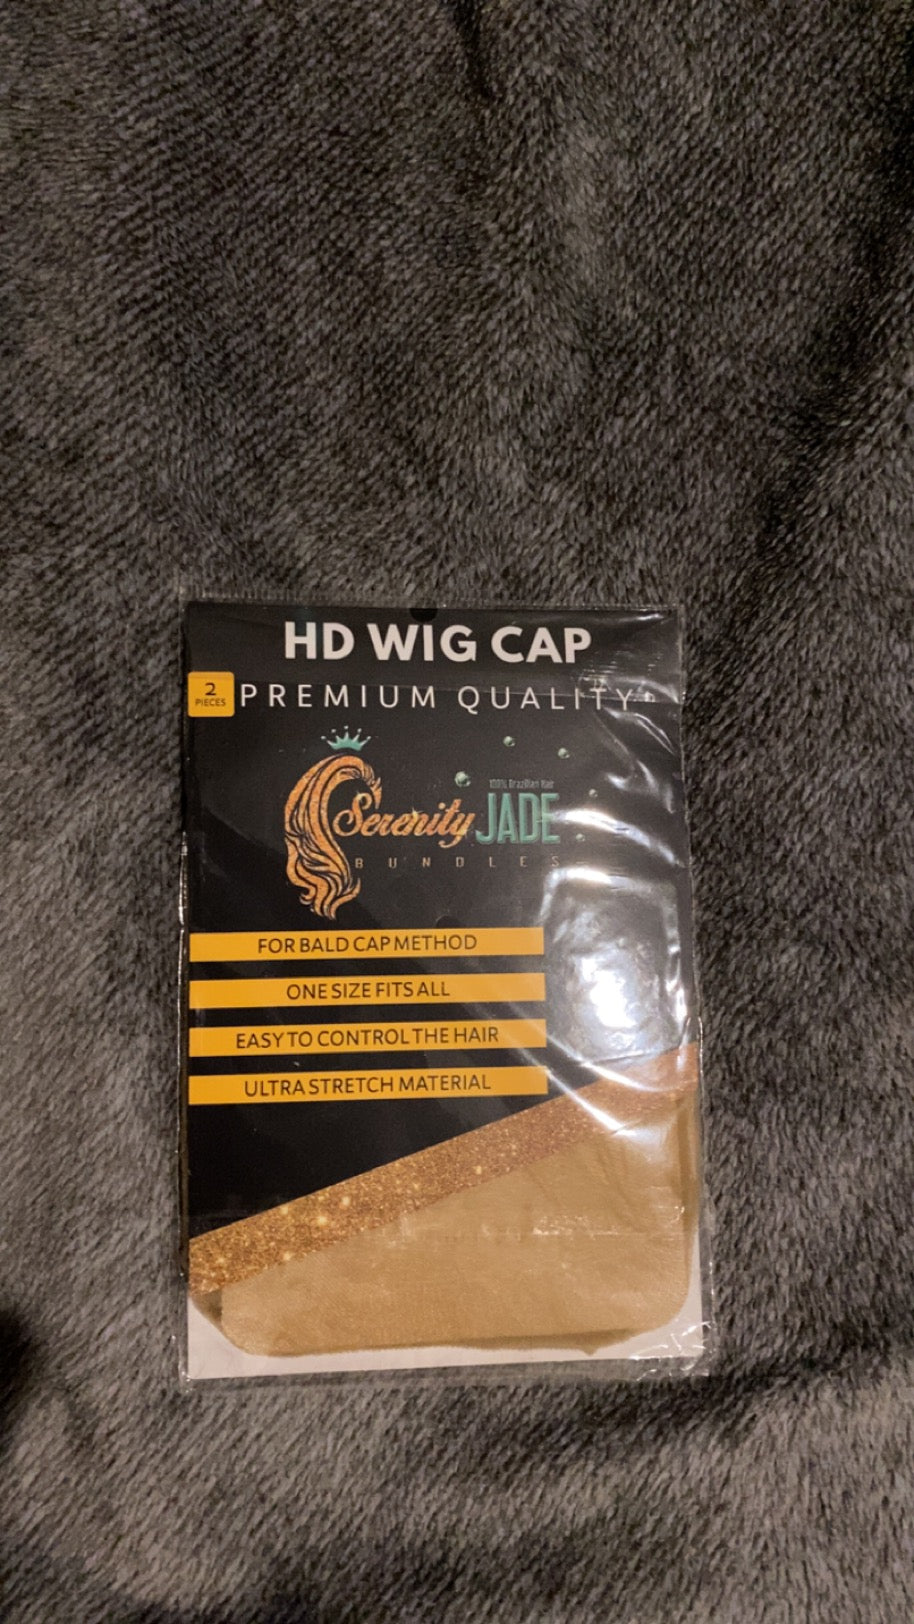 HD WIG CAP
2
PIECES
PREMIUM QUALITY
100% Brazilian Hair
Serenity JADE
BUNDLES
FOR BALD CAP METHOD
ONE SIZE FITS ALL
EASY TO CONTROL THE HAIR
ULTRA STRETCH MATERIAL